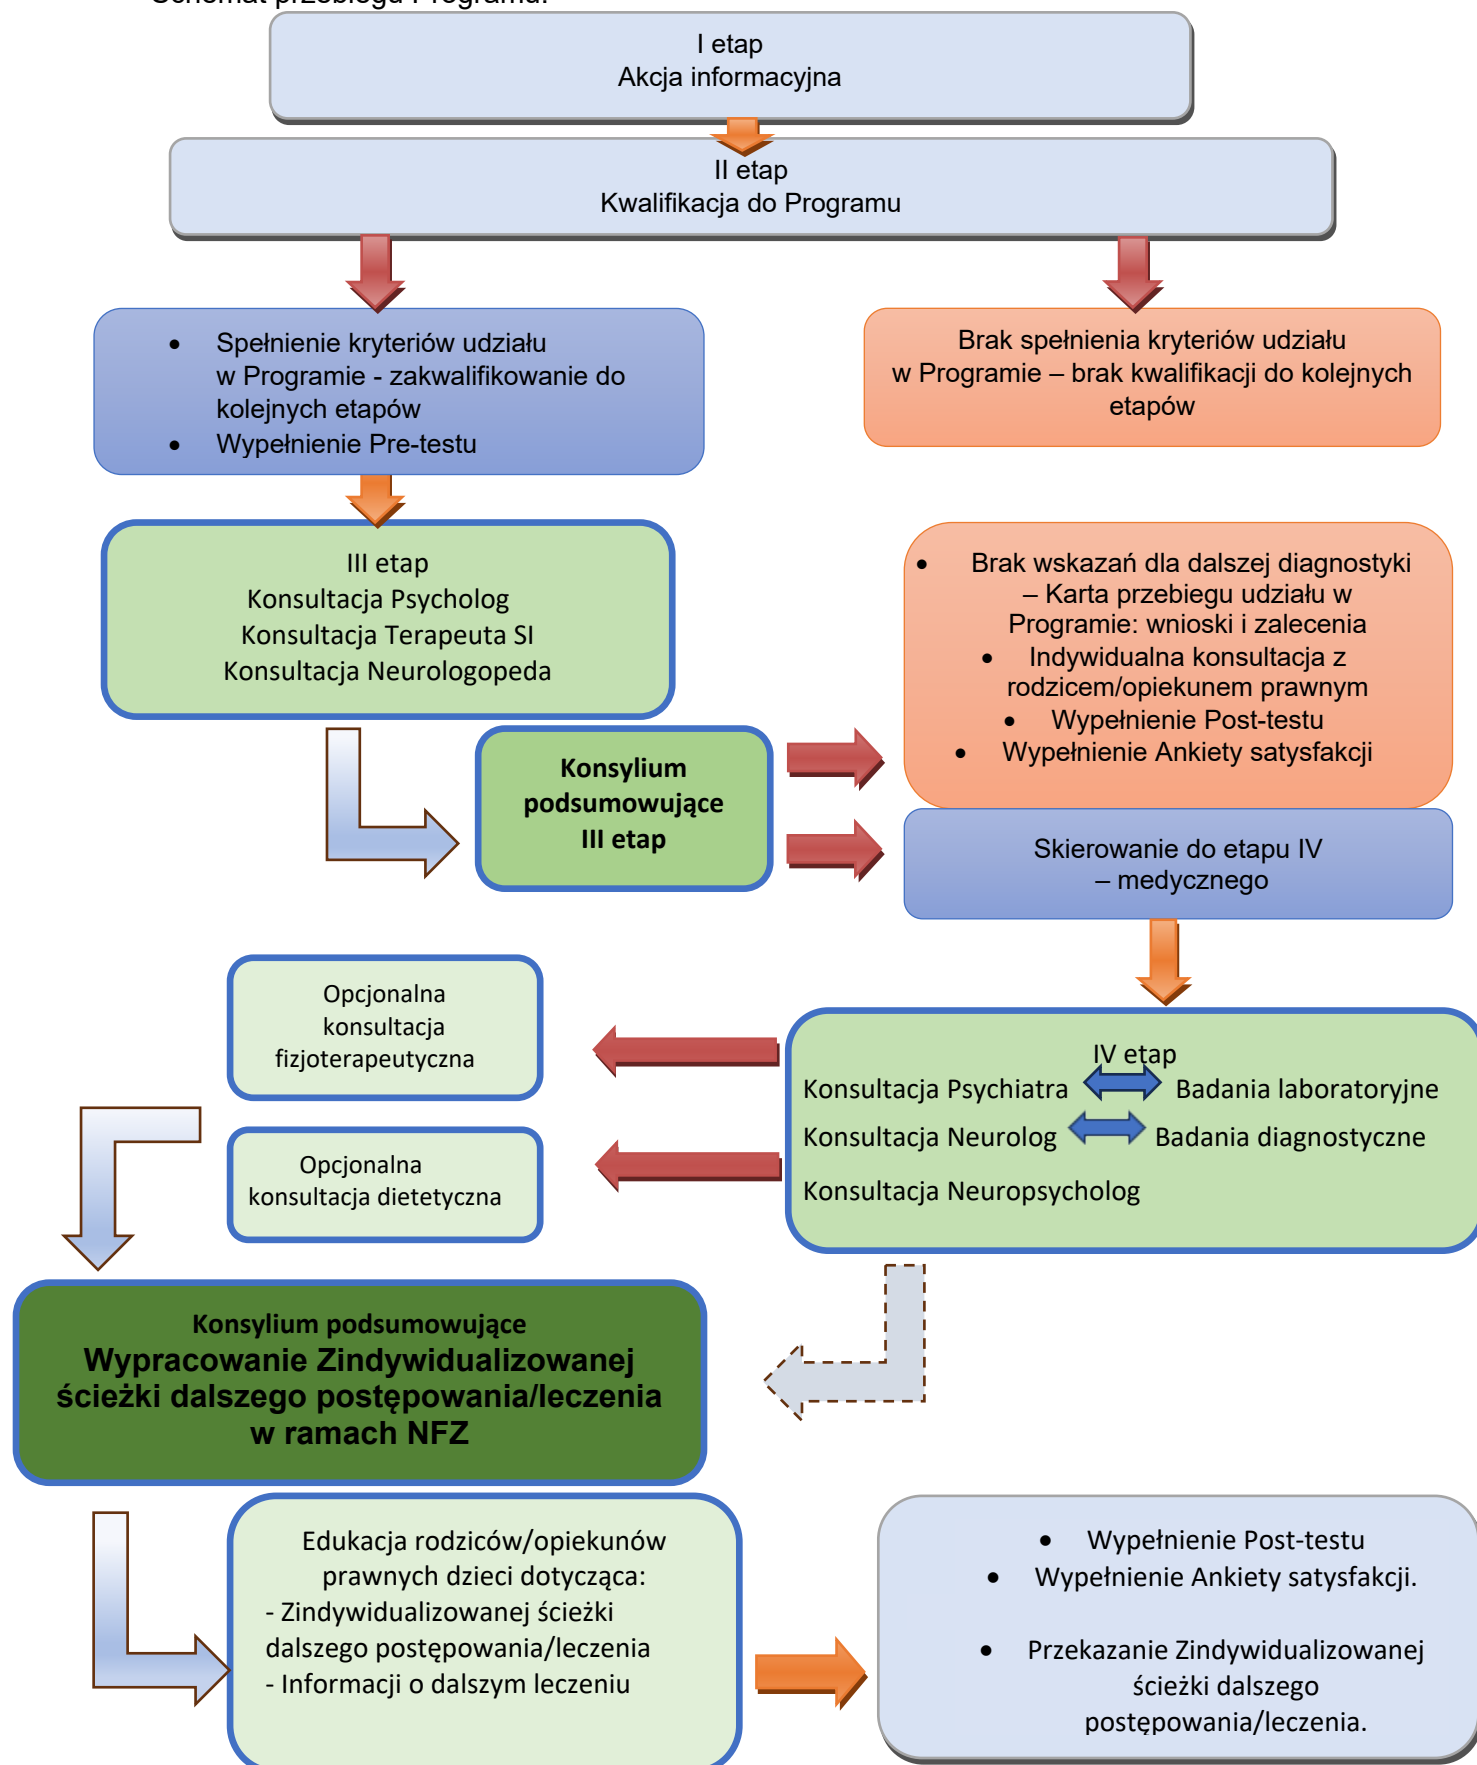 Schemat przebiegu Programu.
I etap
Akcja informacyjna
II etap
Kwalifikacja do Programu
• Spełnienie kryteriów udziału
w Programie - zakwalifikowanie do
kolejnych etapów
• Wypełnienie Pre-testu
Brak spełnienia kryteriów udziału
w Programie – brak kwalifikacji do kolejnych
etapów
III etap
Konsultacja Psycholog
Konsultacja Terapeuta SI
Konsultacja Neurologopeda
• Brak wskazań dla dalszej diagnostyki
– Karta przebiegu udziału w
Programie: wnioski i zalecenia
• Indywidualna konsultacja z
rodzicem/opiekunem prawnym
• Wypełnienie Post-testu
• Wypełnienie Ankiety satysfakcji
Konsylium
podsumowujące
III etap
Skierowanie do etapu IV
– medycznego
Opcjonalna
konsultacja
fizjoterapeutyczna
IV etap
Konsultacja Psychiatra Badania laboratoryjne
Konsultacja Neurolog Badania diagnostyczne
Konsultacja Neuropsycholog
Opcjonalna
konsultacja dietetyczna
Konsylium podsumowujące
Wypracowanie Zindywidualizowanej
ścieżki dalszego postępowania/leczenia
w ramach NFZ
Edukacja rodziców/opiekunów
prawnych dzieci dotycząca:
- Zindywidualizowanej ścieżki
dalszego postępowania/leczenia
- Informacji o dalszym leczeniu
• Wypełnienie Post-testu
• Wypełnienie Ankiety satysfakcji.
• Przekazanie Zindywidualizowanej
ścieżki dalszego
postępowania/leczenia.